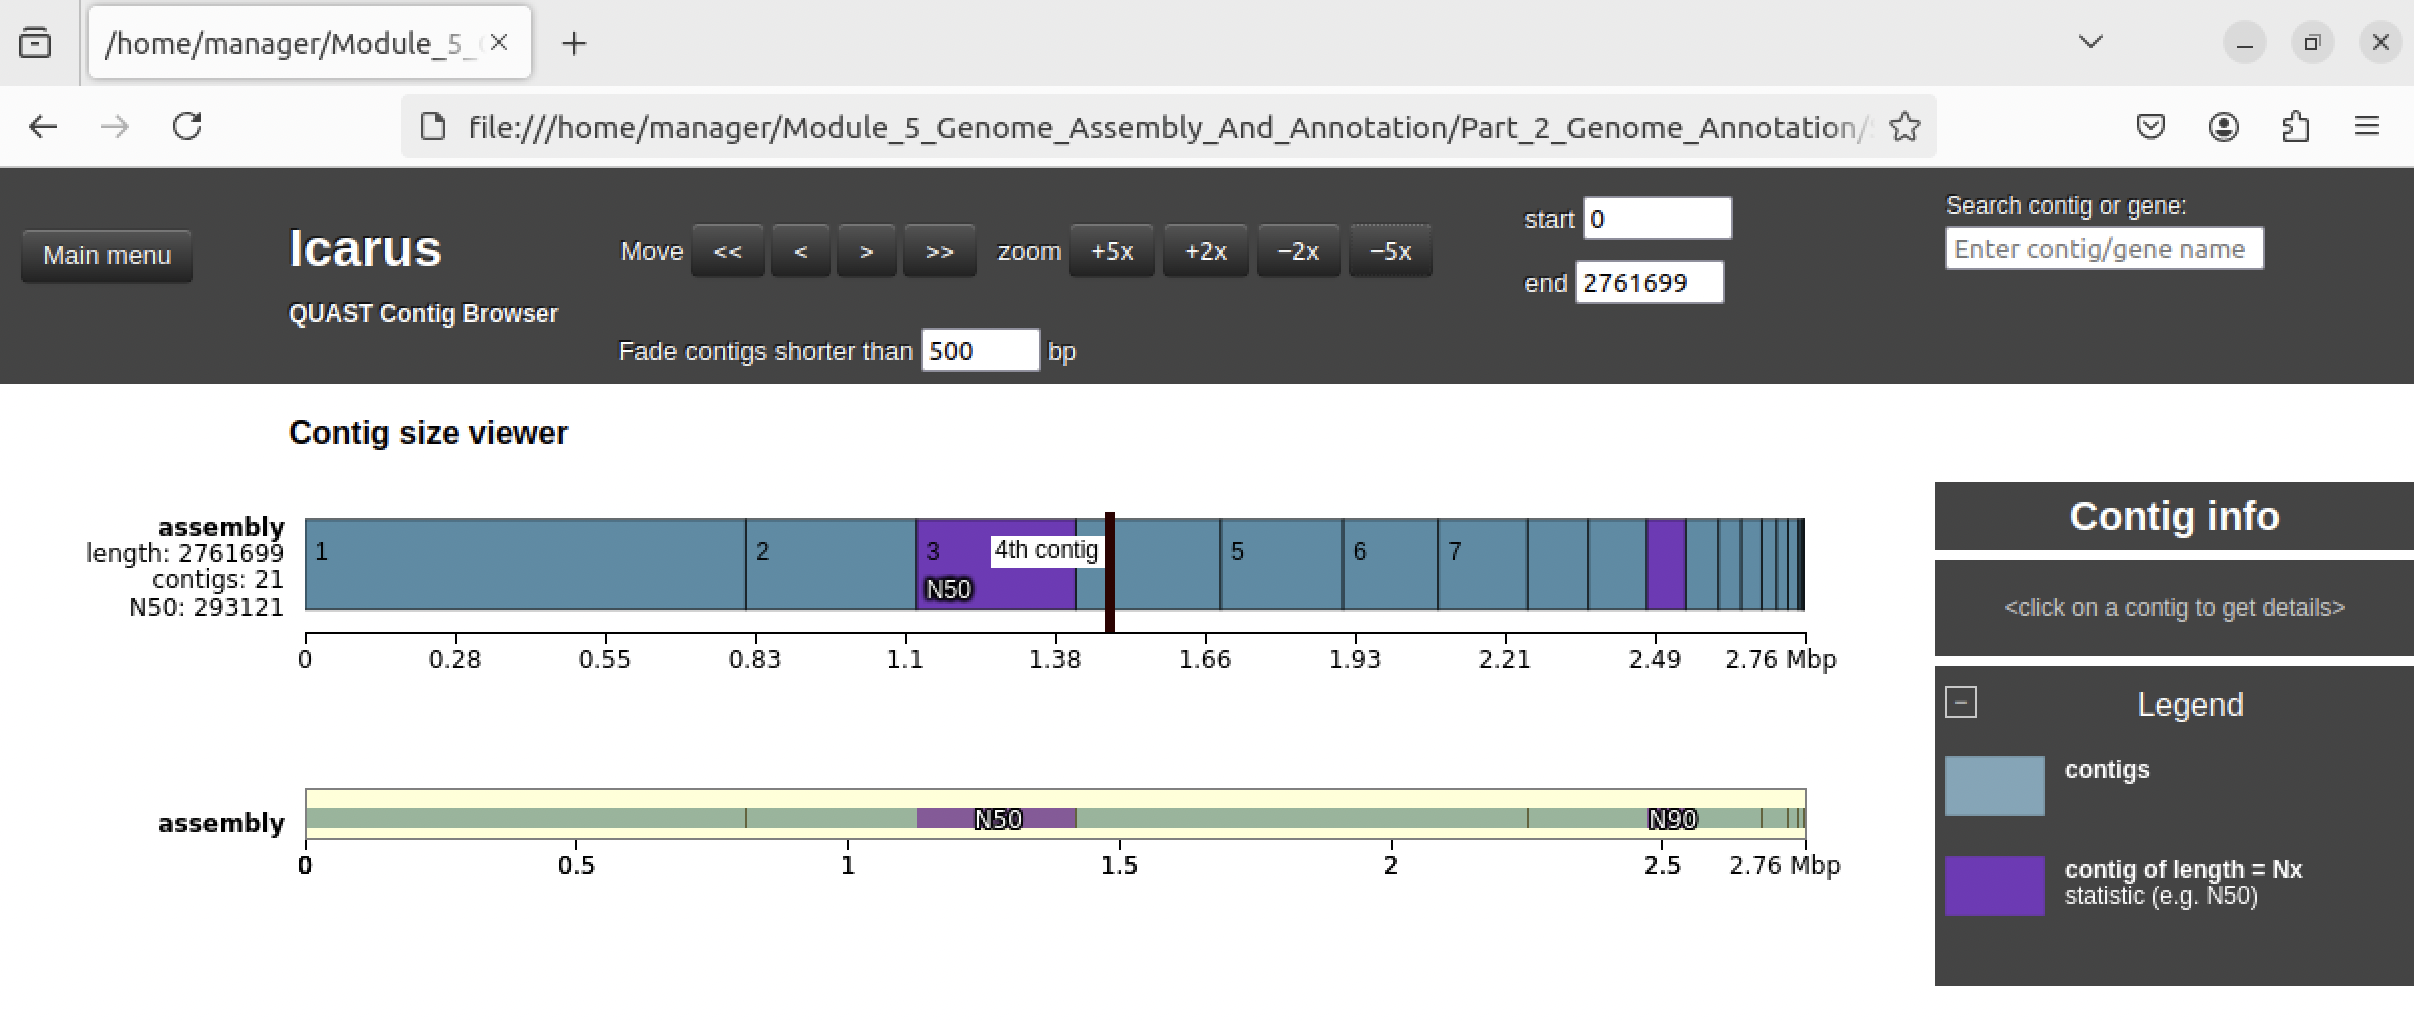 /home/manager/Module_5_
file:///home/manager/Module_5_Genome_Assembly_And_Annotation/Part_2_Genome_Annotation/
Main menu
Icarus
QUAST Contig Browser
Move << < > >> zoom +5x +2x −2x −5x
Fade contigs shorter than 500 bp
start 0
end 2761699
Search contig or gene:
Enter contig/gene name
Contig size viewer
assembly
length: 2761699
contigs: 21
N50: 293121
1 2 3 4th contig 5 6 7
N50
0 0.28 0.55 0.83 1.1 1.38 1.66 1.93 2.21 2.49 2.76 Mbp
assembly
N50 N90
0 0.5 1 1.5 2 2.5 2.76 Mbp
Contig info
<click on a contig to get details>
Legend
contigs
contig of length = Nx
statistic (e.g. N50)